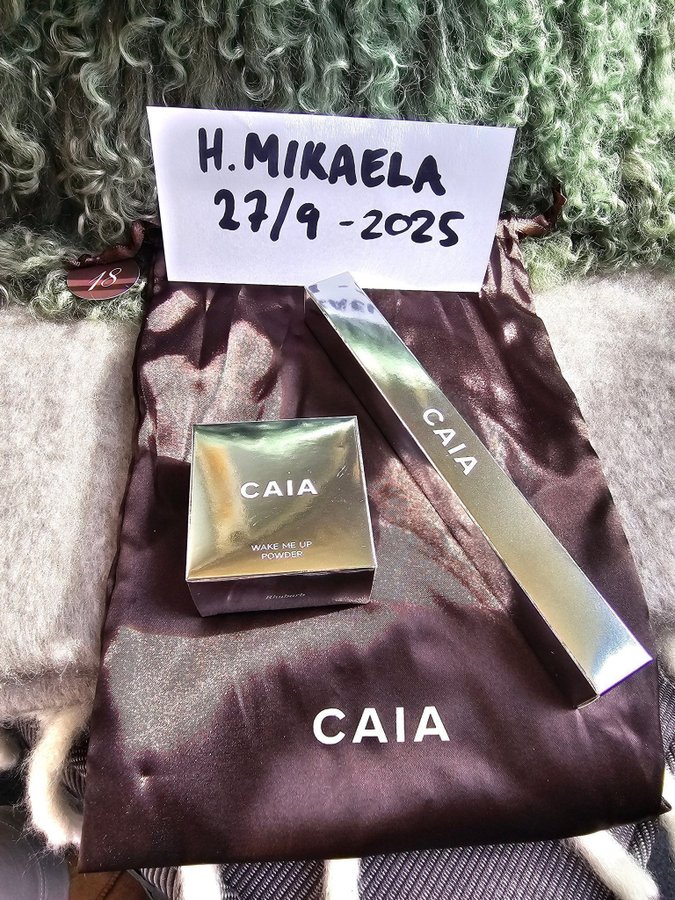 H. MIKAELA
27/9 - 2025
18
CAIA
CAIA
WAKE ME UP
POWDER
Rhubarb
CAIA